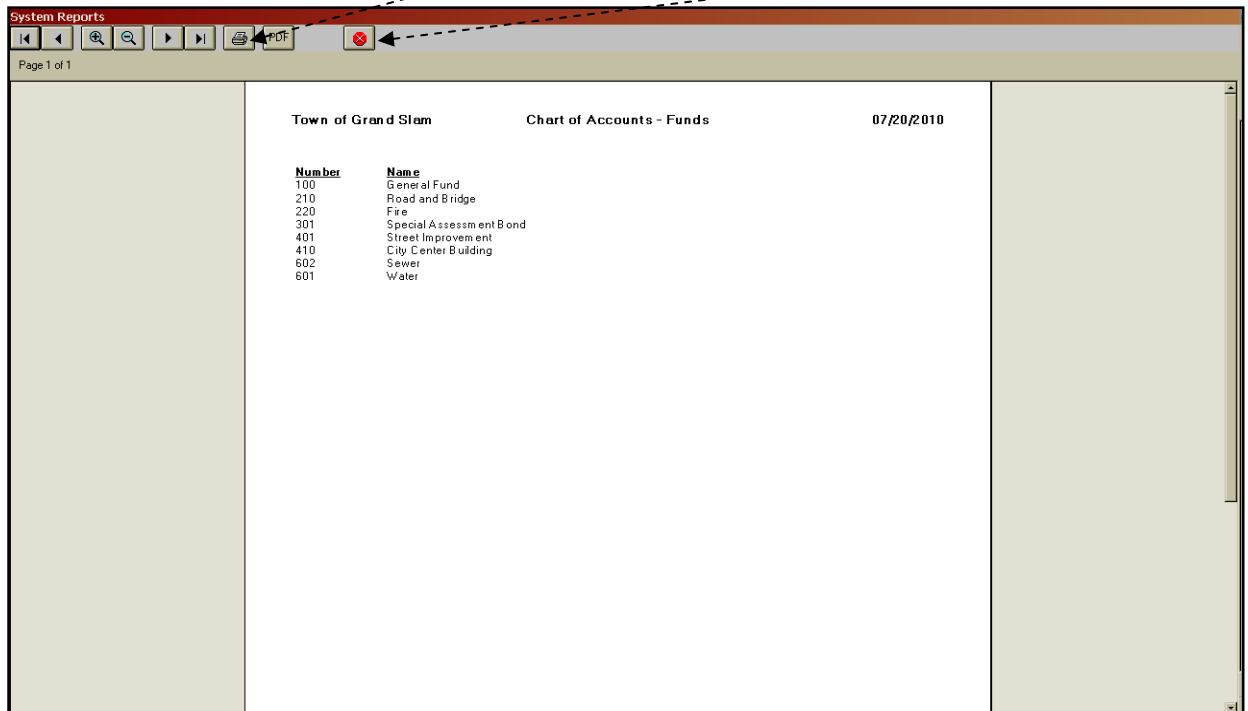 System Reports
PDF
Page 1 of 1
Town of Grand Slam Chart of Accounts - Funds 07/20/2010
Number Name
100 General Fund
210 Road and Bridge
220 Fire
301 Special Assessment Bond
401 Street Improvement
410 City Center Building
602 Sewer
601 Water